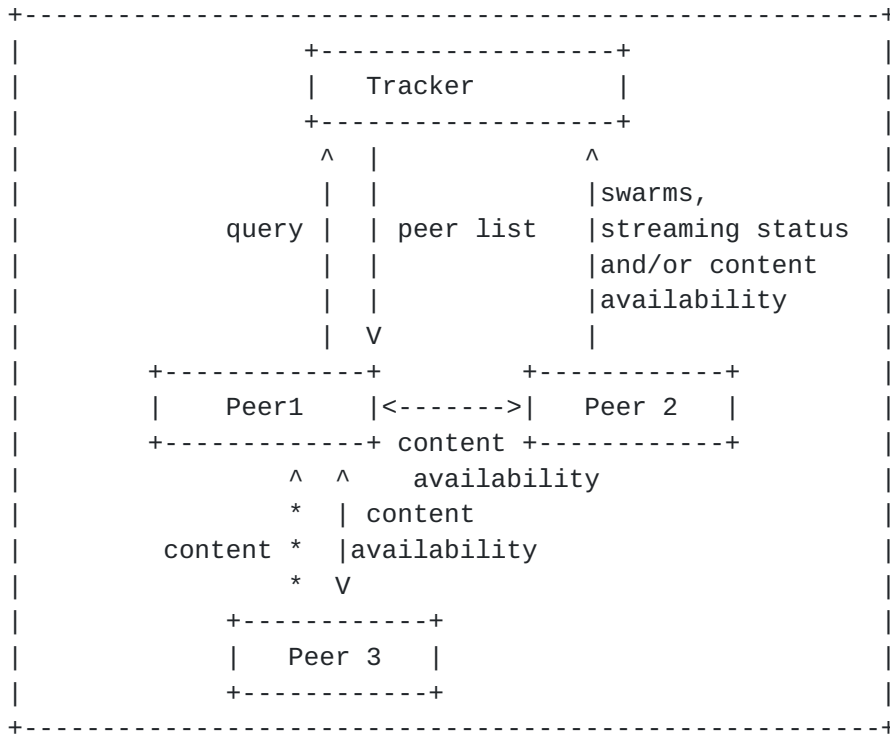 Tracker
swarms,
query peer list streaming status
and/or content
availability
Peer1 Peer 2
content
availability
content
content availability
Peer 3